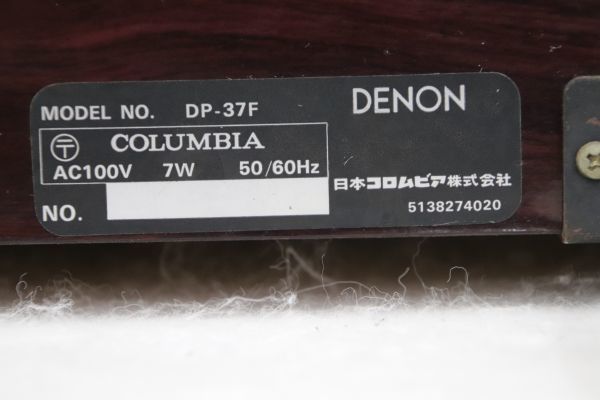 MODEL NO. DP-37F
DENON
〒 COLUMBIA
AC100V 7W 50/60Hz
NO.
日本コロムビア株式会社
5138274020